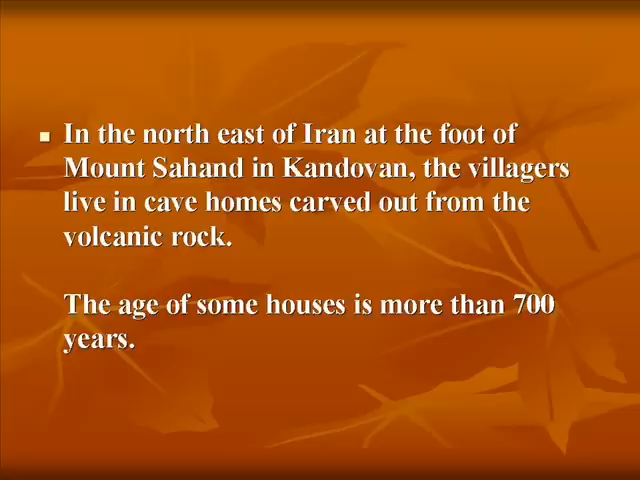 In the north east of Iran at the foot of
Mount Sahand in Kandovan, the villagers
live in cave homes carved out from the
volcanic rock.
The age of some houses is more than 700
years.